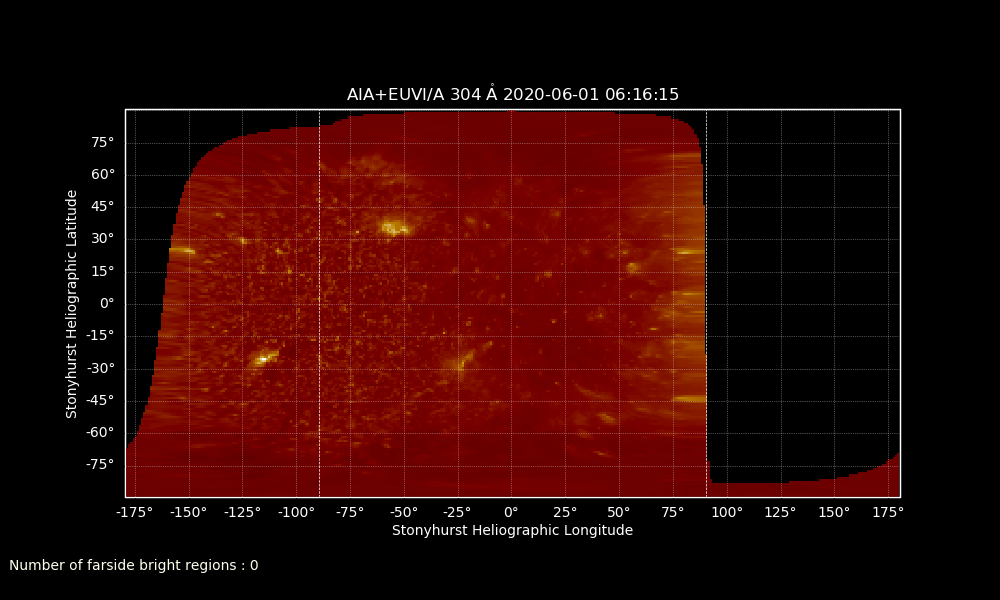 AIA+EUVI/A 304 Å 2020-06-01 06:16:15
Stonyhurst Heliographic Latitude
75°
60°
45°
30°
15°
0°
-15°
-30°
-45°
-60°
-75°
-175° -150° -125° -100° -75° -50° -25° 0° 25° 50° 75° 100° 125° 150° 175°
Stonyhurst Heliographic Longitude
Number of farside bright regions : 0